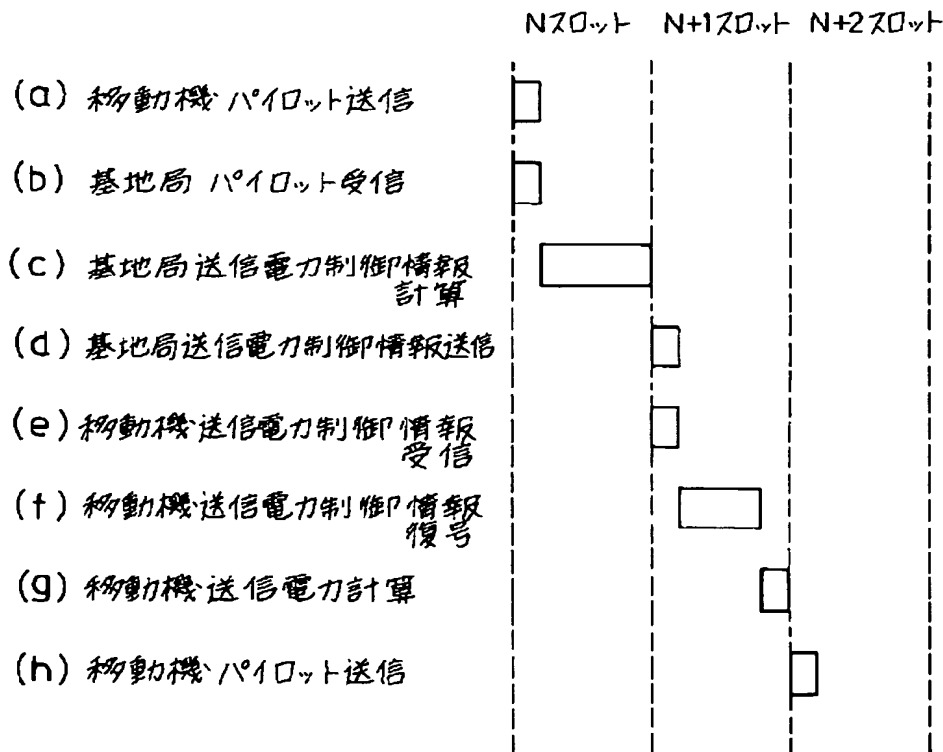 Nスロット N+1スロット N+2スロット
(a) 移動機 パイロット送信
(b) 基地局 パイロット受信
(c) 基地局送信電力制御情報
計算
(d) 基地局送信電力制御情報送信
(e) 移動機送信電力制御情報
受信
(f) 移動機送信電力制御情報
復号
(g) 移動機送信電力計算
(h) 移動機パイロット送信